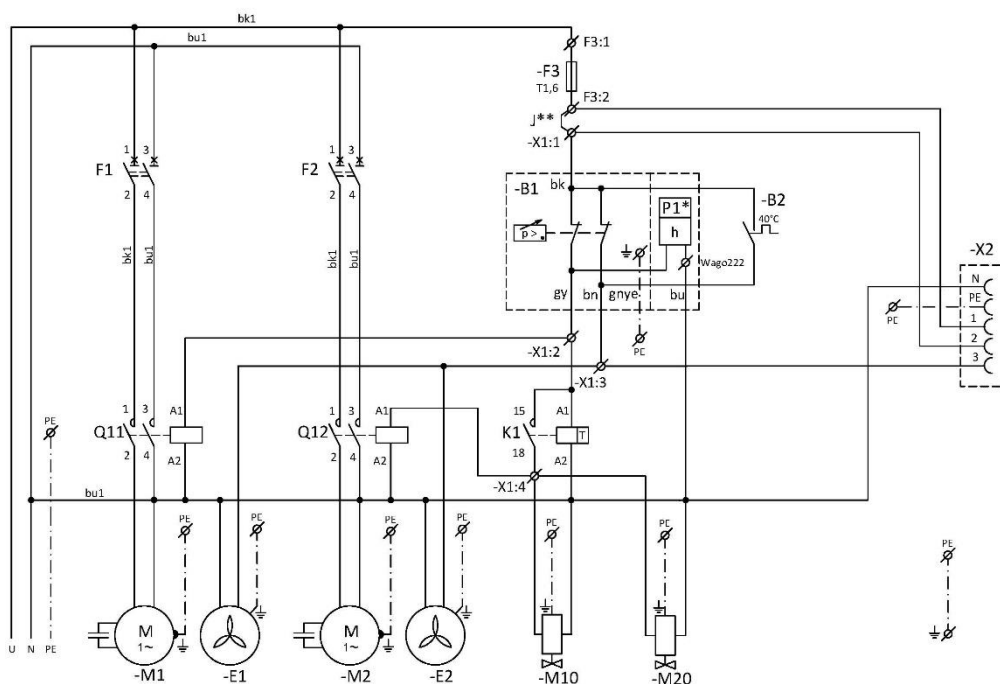 bk1
bu1
F3:1
-F3
T1,6
F3:2
J**
-X1:1
1 3
F1
2 4
1 3
F2
2 4
-B1
bk
P1*
h
p>.
-B2
40°C
Wago222
-X2
N
PE
1
2
3
PE
bk1
bu1
bk1
bu1
gy
bn
gnye
bu
PE
-X1:2
-X1:3
PE
1 3
A1
Q11
2 4
A2
1 3
A1
Q12
2 4
A2
15
A1
K1
T
18
A2
-X1:4
bu1
PE
PE
PE
PE
PE
PE
PE
M
1~
M
1~
U N PE
-M1
-E1
-M2
-E2
-M10
-M20